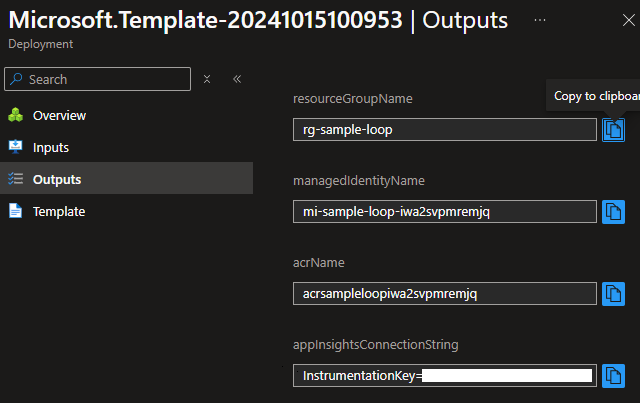 Microsoft.Template-20241015100953 | Outputs ...
Deployment
Search
Overview
Inputs
Outputs
Template
Copy to clipboar
resourceGroupName
rg-sample-loop
managedIdentityName
mi-sample-loop-iwa2svpmremjq
acrName
acrsampleloopiwa2svpmremjq
appInsightsConnectionString
InstrumentationKey=